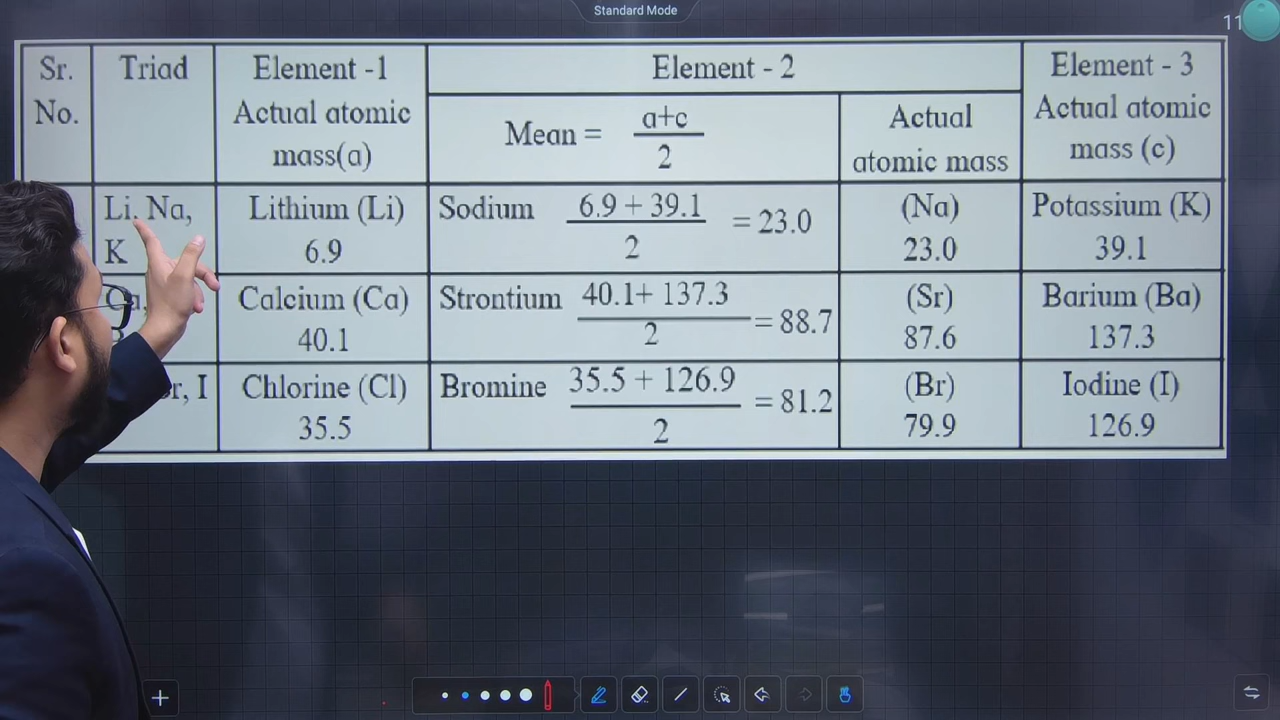 Standard Mode
11
Sr. No.
Triad
Element -1 Actual atomic mass(a)
Element - 2
Mean = a+c / 2
Actual atomic mass
Element - 3 Actual atomic mass (c)
Li, Na, K
Lithium (Li) 6.9
Sodium 6.9 + 39.1 / 2 = 23.0
(Na) 23.0
Potassium (K) 39.1
Calcium (Ca) 40.1
Strontium 40.1+ 137.3 / 2 = 88.7
(Sr) 87.6
Barium (Ba) 137.3
r, I
Chlorine (Cl) 35.5
Bromine 35.5 + 126.9 / 2 = 81.2
(Br) 79.9
Iodine (I) 126.9